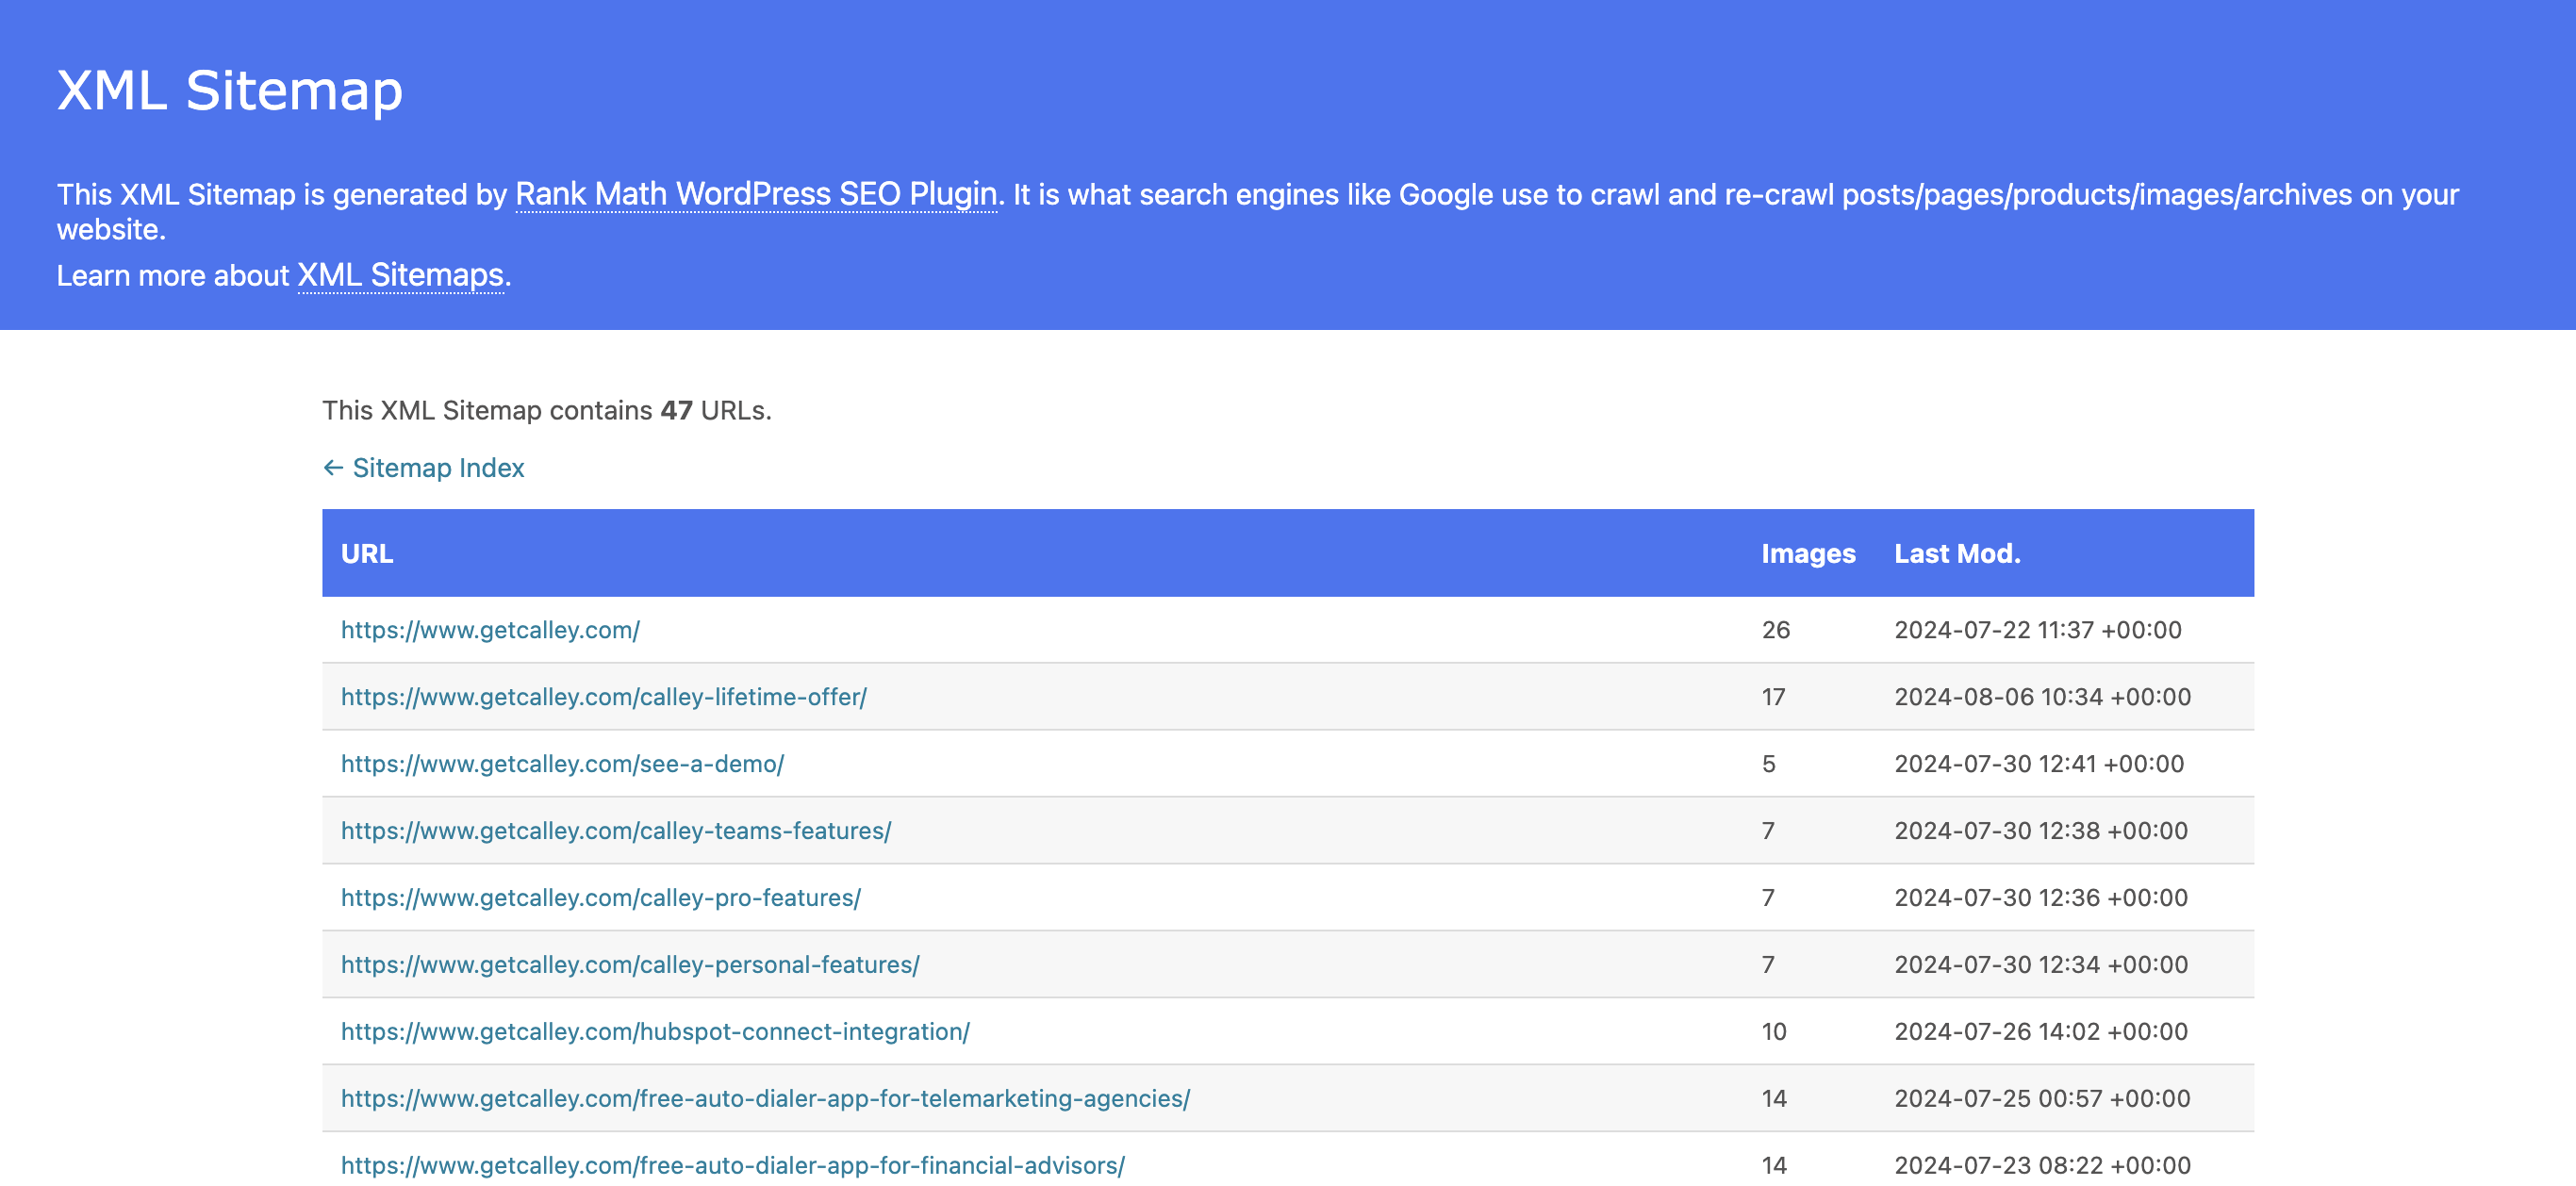 XML Sitemap
This XML Sitemap is generated by Rank Math WordPress SEO Plugin. It is what search engines like Google use to crawl and re-crawl posts/pages/products/images/archives on your
website.
Learn more about XML Sitemaps.
This XML Sitemap contains 47 URLs.
← Sitemap Index
URL Images Last Mod.
https://www.getcalley.com/ 26 2024-07-22 11:37 +00:00
https://www.getcalley.com/calley-lifetime-offer/ 17 2024-08-06 10:34 +00:00
https://www.getcalley.com/see-a-demo/ 5 2024-07-30 12:41 +00:00
https://www.getcalley.com/calley-teams-features/ 7 2024-07-30 12:38 +00:00
https://www.getcalley.com/calley-pro-features/ 7 2024-07-30 12:36 +00:00
https://www.getcalley.com/calley-personal-features/ 7 2024-07-30 12:34 +00:00
https://www.getcalley.com/hubspot-connect-integration/ 10 2024-07-26 14:02 +00:00
https://www.getcalley.com/free-auto-dialer-app-for-telemarketing-agencies/ 14 2024-07-25 00:57 +00:00
https://www.getcalley.com/free-auto-dialer-app-for-financial-advisors/ 14 2024-07-23 08:22 +00:00